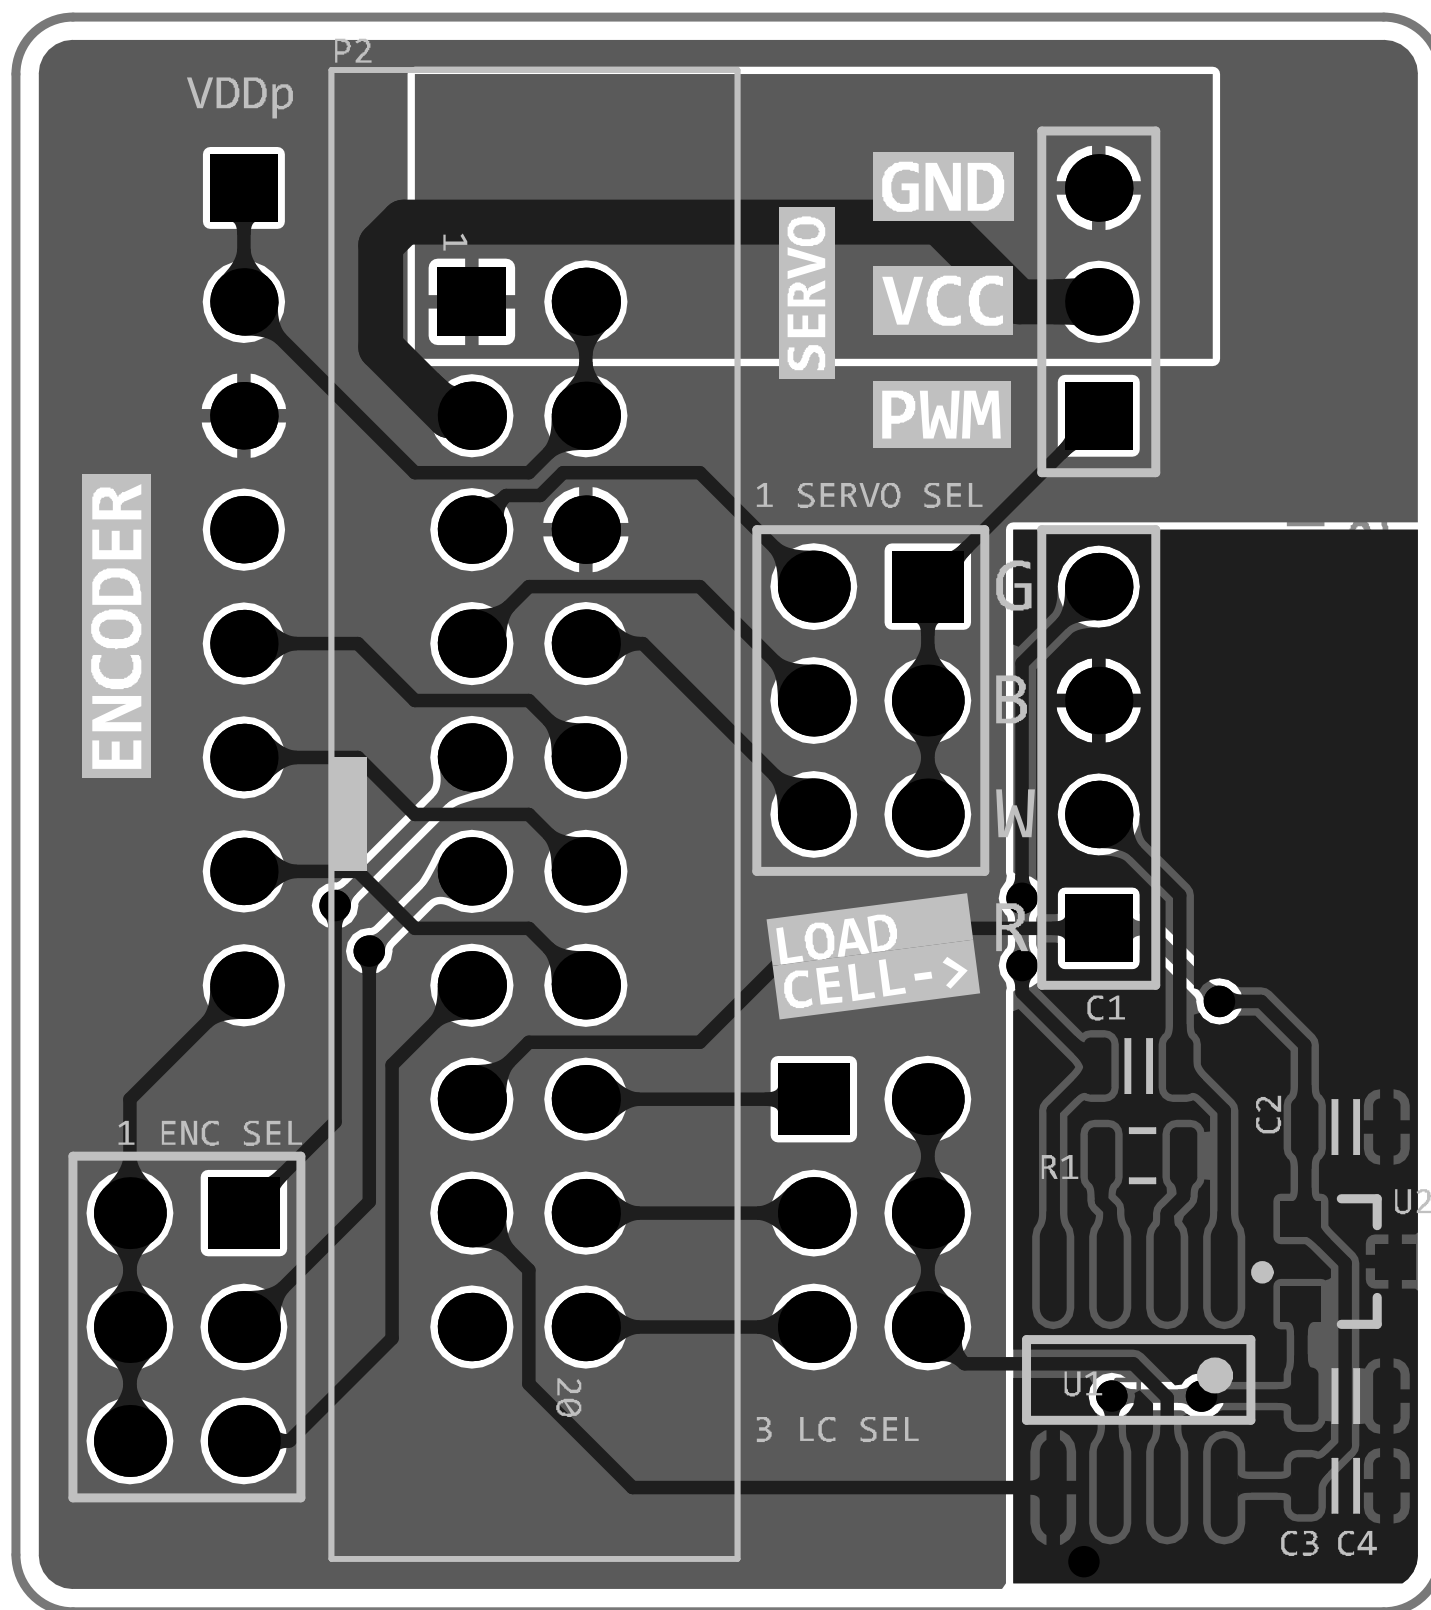 P2
VDDp
GND
1
SERVO
VCC
PWM
1 SERVO SEL
ENCODER
G
B
W
LOAD
CELL->
R
C1
C2
1 ENC SEL
R1
U2
U1
20
3 LC SEL
C3 C4